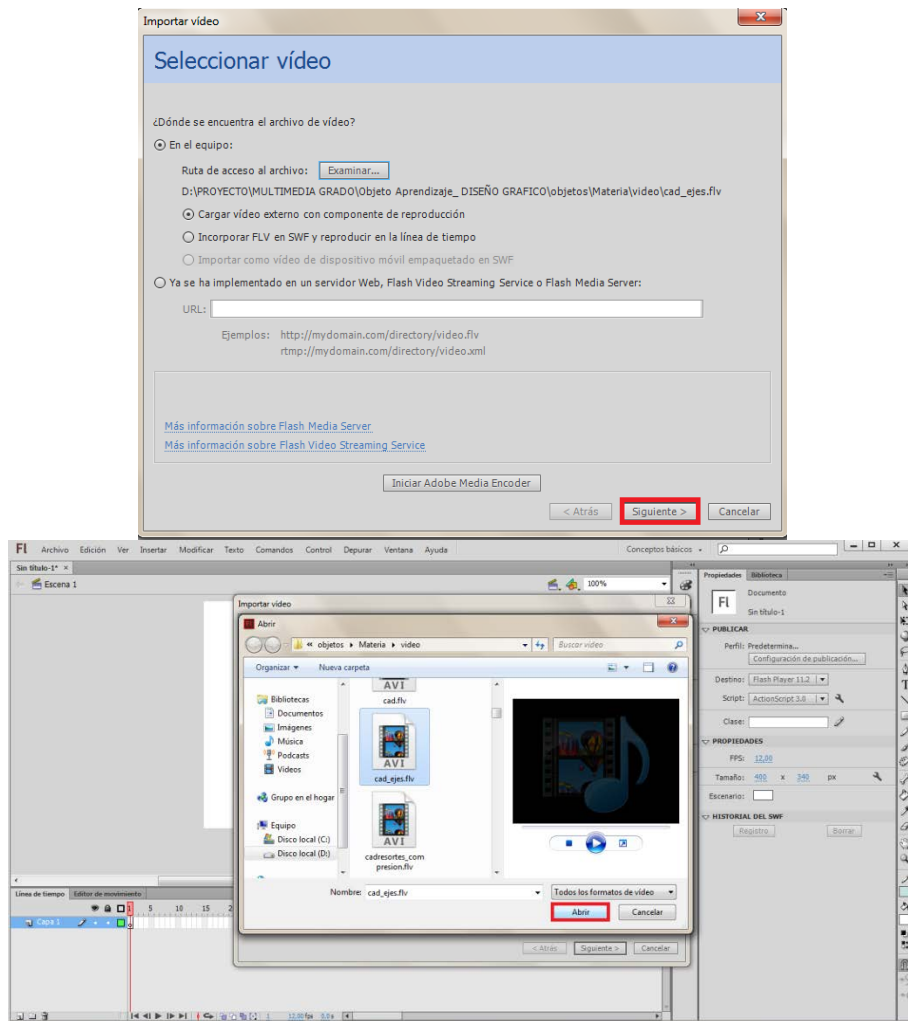 Importar vídeo
Seleccionar vídeo
¿Dónde se encuentra el archivo de vídeo?
En el equipo:
Ruta de acceso al archivo: Examinar...
D:\PROYECTO\MULTIMEDIA GRADO\Objeto Aprendizaje_ DISEÑO GRAFICO\objetos\Materia\video\cad_ejes.flv
Cargar vídeo externo con componente de reproducción
Incorporar FLV en SWF y reproducir en la línea de tiempo
Importar como vídeo de dispositivo móvil empaquetado en SWF
Ya se ha implementado en un servidor Web, Flash Video Streaming Service o Flash Media Server:
URL:
Ejemplos: http://mydomain.com/directory/video.flv
rtmp://mydomain.com/directory/video.xml
Más información sobre Flash Media Server
Más información sobre Flash Video Streaming Service
Iniciar Adobe Media Encoder
< Atrás Siguiente > Cancelar
Fl Archivo Edición Ver Insertar Modificar Texto Comandos Control Depurar Ventana Ayuda Conceptos básicos
Sin título-1*
Escena 1 100%
Importar vídeo
Abrir
« objetos Materia video Buscar video
Organizar Nueva carpeta
Bibliotecas
Documentos
Imágenes
Música
Podcasts
Vídeos
Grupo en el hogar
Equipo
Disco local (C:)
Disco local (D:)
AVI
cad.flv
AVI
cad_ejes.flv
AVI
cadresortes_com
presion.flv
Nombre: cad_ejes.flv Todos los formatos de vídeo
Abrir Cancelar
< Atrás Siguiente > Cancelar
Propiedades Biblioteca
Fl Documento
Sin título-1
PUBLICAR
Perfil: Predetermina...
Configuración de publicación...
Destino: Flash Player 11.2
Script: ActionScript 3.0
Clase:
PROPIEDADES
FPS: 12,00
Tamaño: 400 x 340 px
Escenario:
HISTORIAL DEL SWF
Registro Borrar
Línea de tiempo Editor de movimiento
1 5 10 15 2
Capa 1
1 12,00 fps 0,0 s